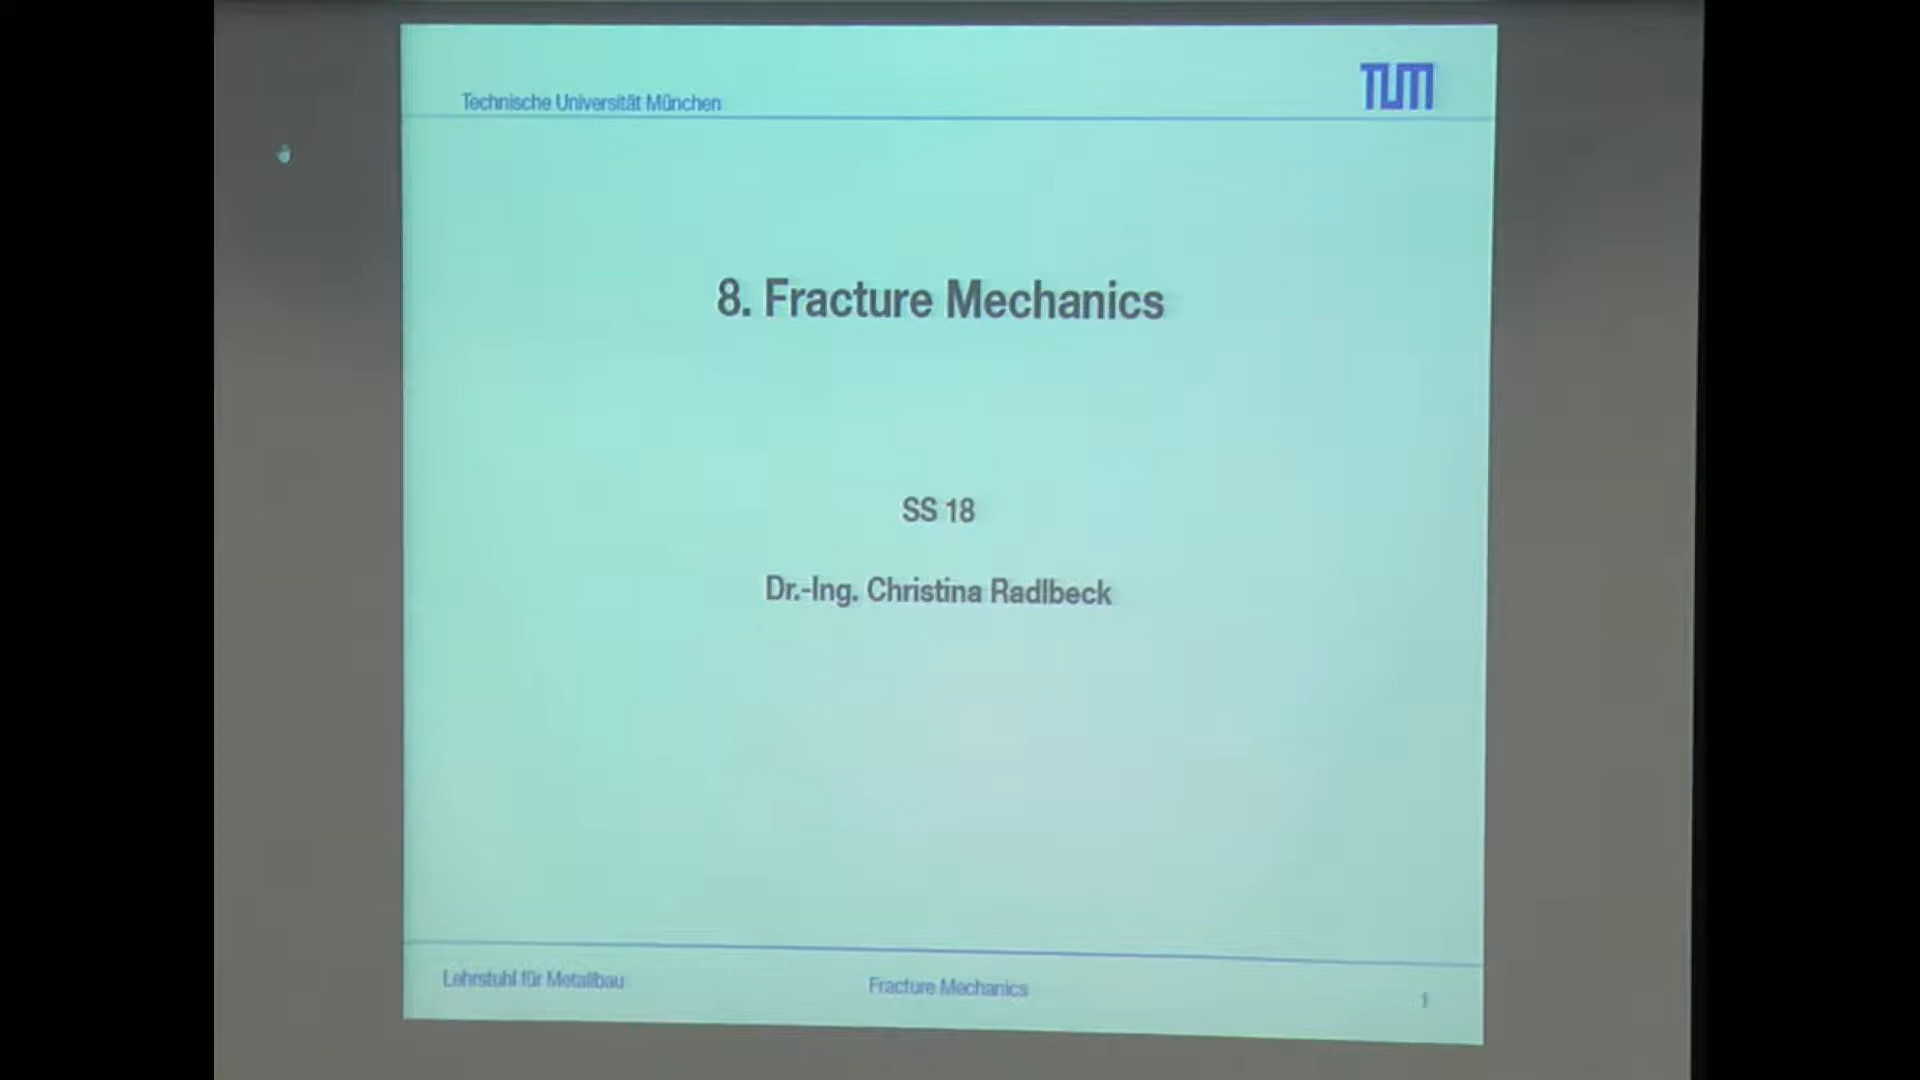 Technische Universität München
TUM
8. Fracture Mechanics
SS 18
Dr.-Ing. Christina Radlbeck
Lehrstuhl für Metallbau
Fracture Mechanics
1